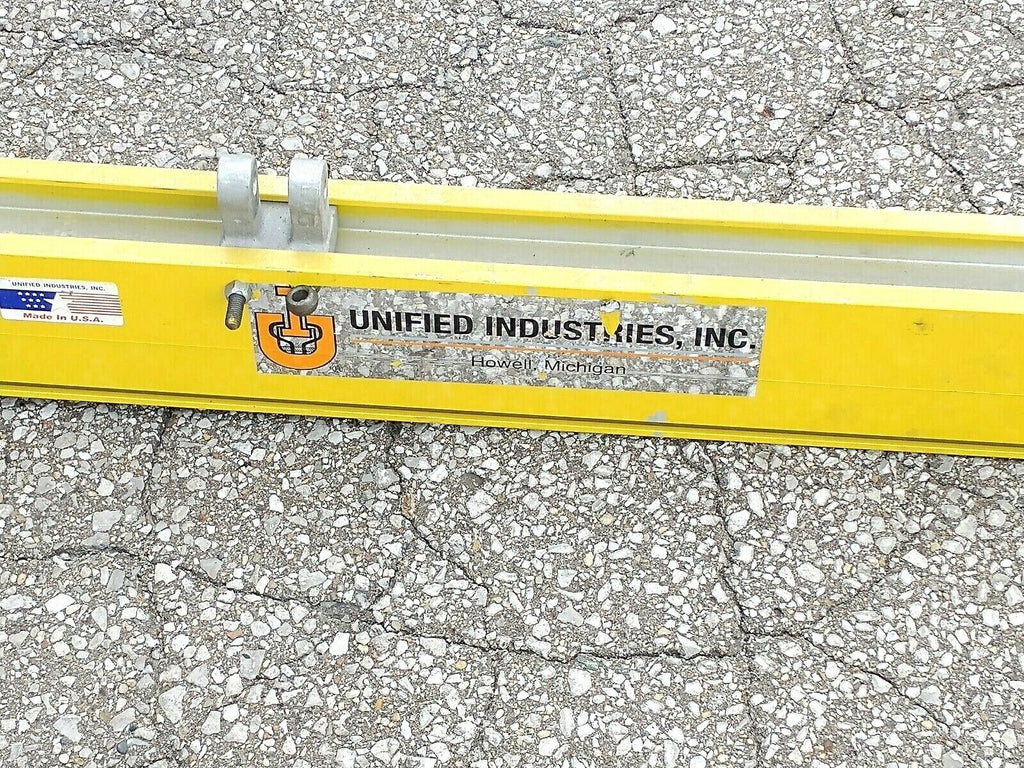 UNIFIED INDUSTRIES, INC.
Made In U.S.A.
UNIFIED INDUSTRIES, INC.
Howell, Michigan